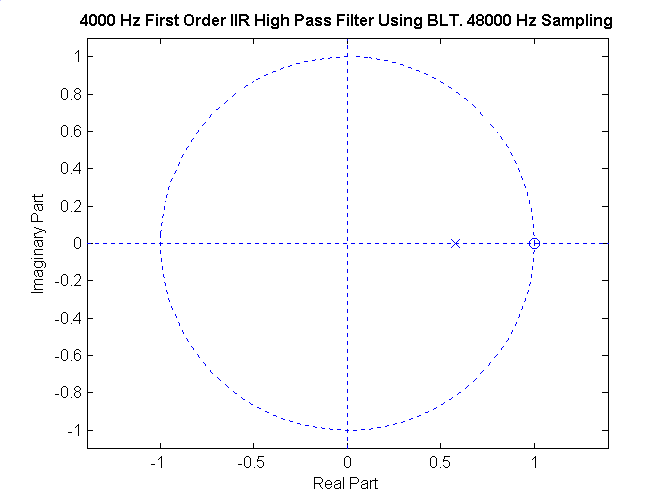 4000 Hz First Order IIR High Pass Filter Using BLT. 48000 Hz Sampling
1
0.8
0.6
0.4
0.2
0
-0.2
-0.4
-0.6
-0.8
-1
Imaginary Part
-1 -0.5 0 0.5 1
Real Part